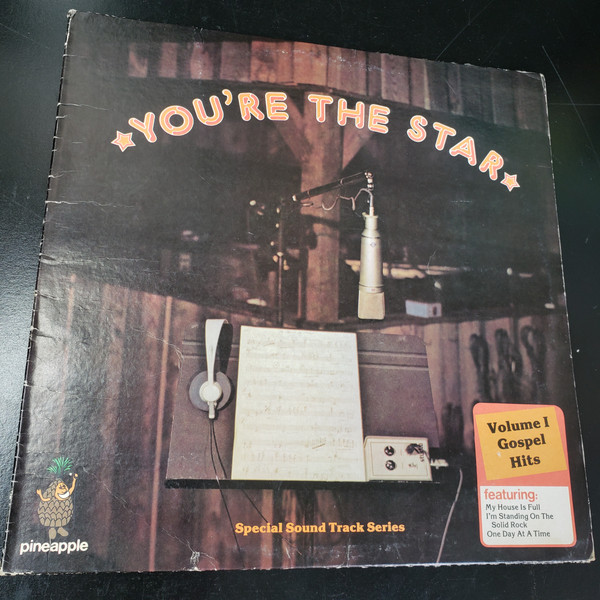 YOU'RE THE STAR
Volume I
Gospel
Hits
featuring:
My House Is Full
I'm Standing On The
Solid Rock
One Day At A Time
Special Sound Track Series
pineapple